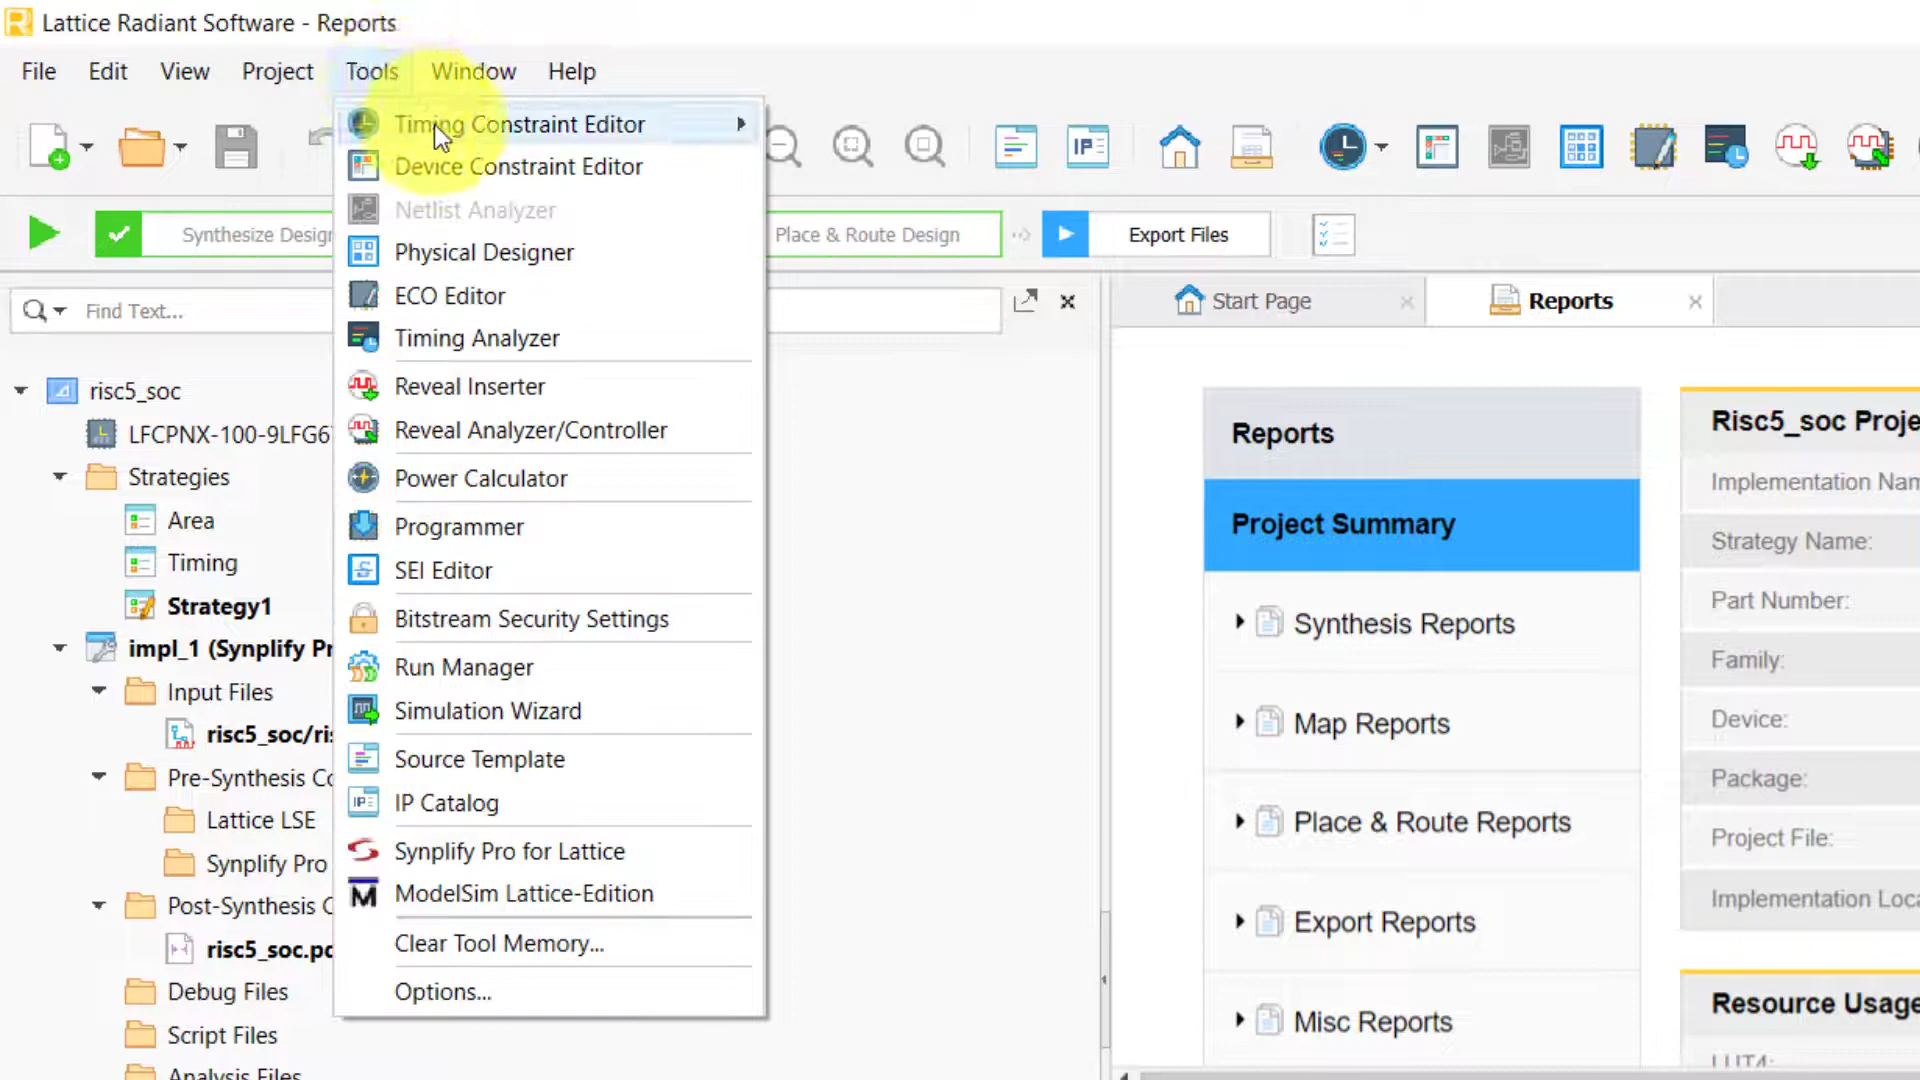 Lattice Radiant Software - Reports
File Edit View Project Tools Window Help
Timing Constraint Editor
Device Constraint Editor
Netlist Analyzer
Physical Designer
ECO Editor
Timing Analyzer
Reveal Inserter
Reveal Analyzer/Controller
Power Calculator
Programmer
SEI Editor
Bitstream Security Settings
Run Manager
Simulation Wizard
Source Template
IP Catalog
Synplify Pro for Lattice
ModelSim Lattice-Edition
Clear Tool Memory...
Options...
IP
Synthesize Desig
Place & Route Design
Export Files
Find Text...
risc5_soc
LFCPNX-100-9LFG6
Strategies
Area
Timing
Strategy1
impl_1 (Synplify Pr
Input Files
risc5_soc/ris
Pre-Synthesis Co
Lattice LSE
Synplify Pro
Post-Synthesis C
risc5_soc.pd
Debug Files
Script Files
Analysis Files
Start Page
Reports
Reports
Project Summary
Synthesis Reports
Map Reports
Place & Route Reports
Export Reports
Misc Reports
Risc5_soc Proje
Implementation Nam
Strategy Name:
Part Number:
Family:
Device:
Package:
Project File:
Implementation Loca
Resource Usage
LUT4: